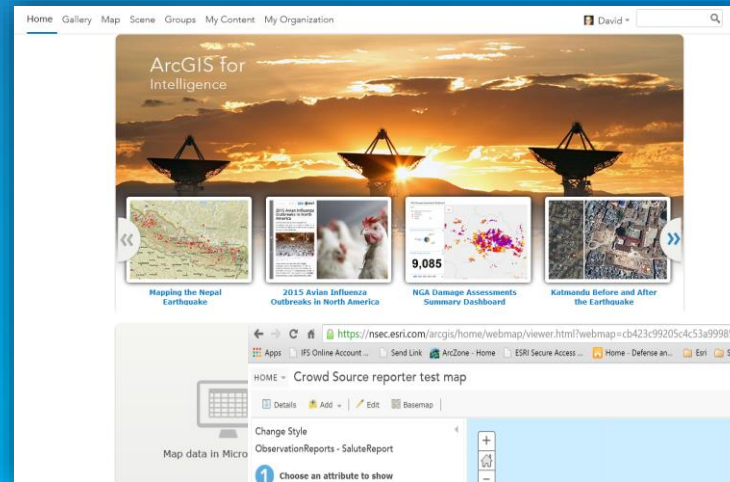 Home Gallery Map Scene Groups My Content My Organization David
ArcGIS for
Intelligence
9,085
Mapping the Nepal
Earthquake
2015 Avian Influenza
Outbreaks in North America
NGA Damage Assessments
Summary Dashboard
Katmandu Before and After
the Earthquake
https://nsec.esri.com/arcgis/home/webmap/viewer.html?webmap=cb423c99205c4c53a99985
Apps IFS Online Account ... Send Link ArcZone - Home ESRI Secure Access ... Home - Defense an... Esri S
HOME Crowd Source reporter test map
Details Add Edit Basemap
Change Style
ObservationReports - SaluteReport
Map data in Micro
1 Choose an attribute to show